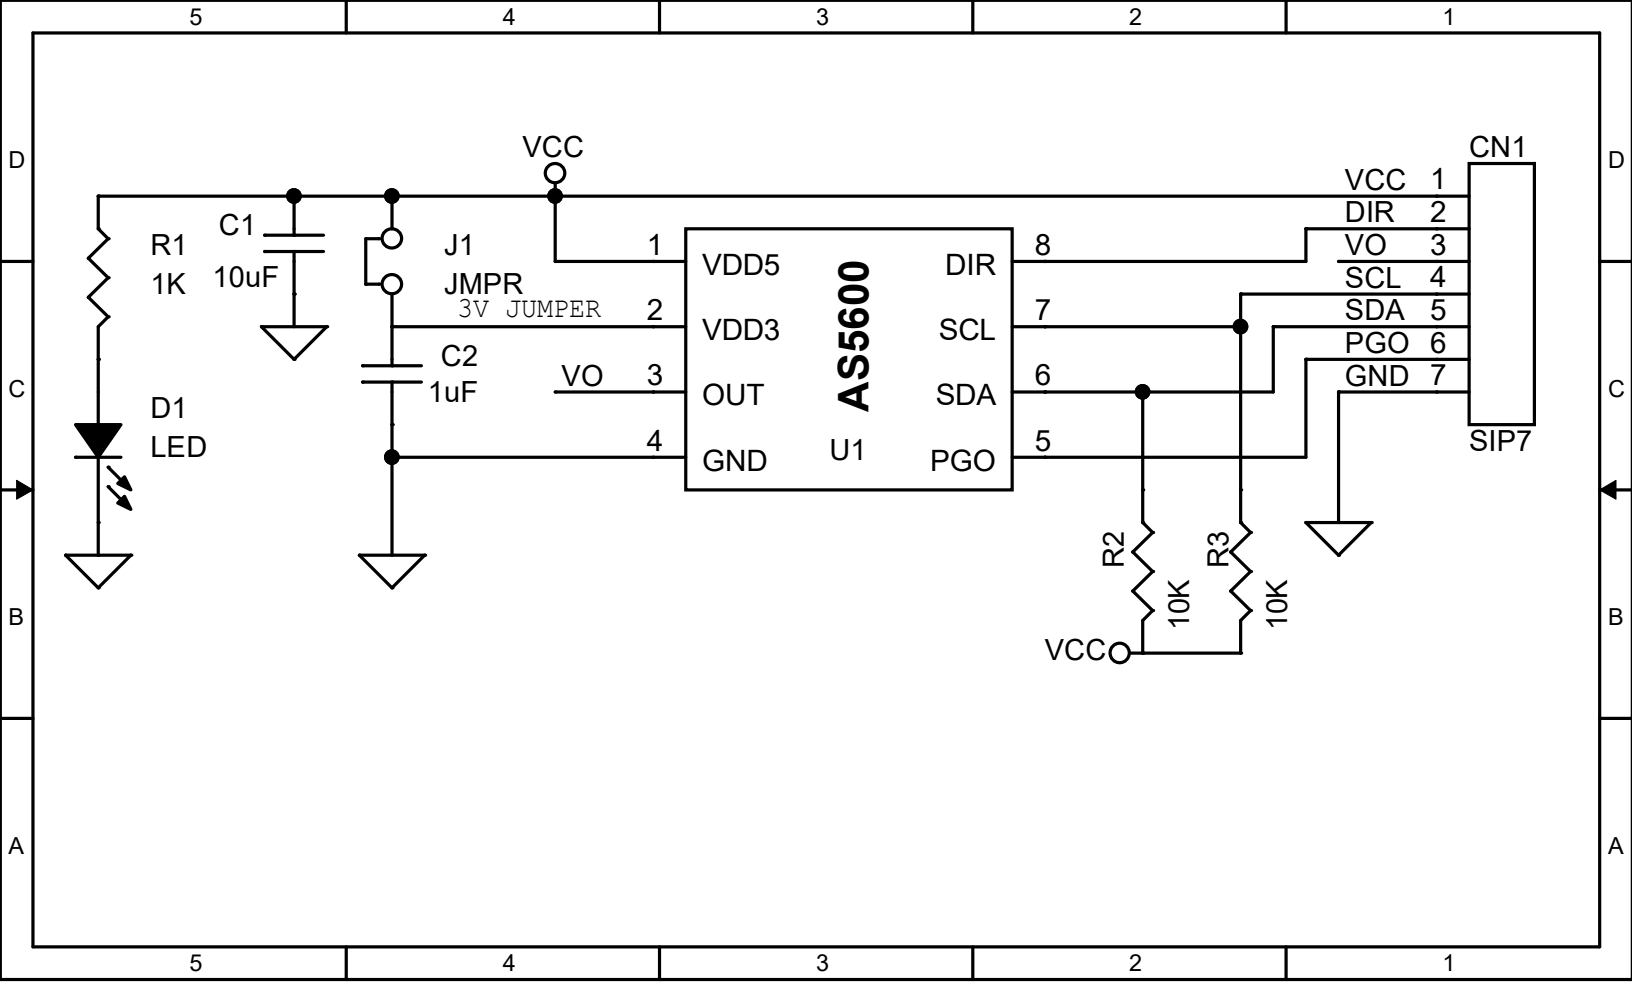 5 4 3 2 1
D
D
VCC
CN1
VCC 1
DIR 2
VO 3
SCL 4
SDA 5
PGO 6
GND 7
SIP7
C1
10uF
R1
1K
J1
JMPR
3V JUMPER
C2
1uF
VO
1 VDD5
2 VDD3
3 OUT
4 GND
AS5600
U1
DIR 8
SCL 7
SDA 6
PGO 5
C
C
D1
LED
R2
10K
R3
10K
VCC
B
B
A
A
5 4 3 2 1